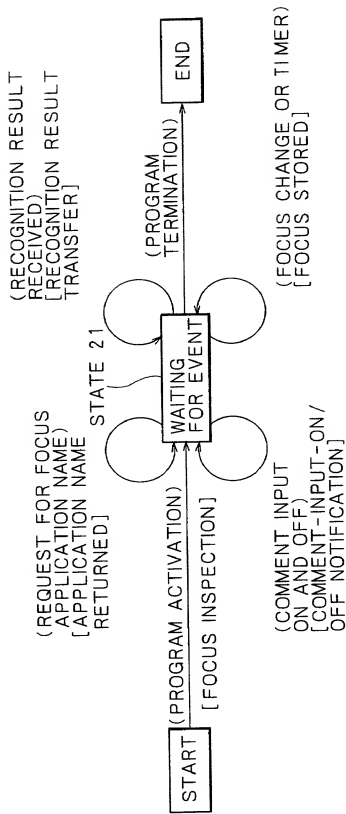 (REQUEST FOR FOCUS
APPLICATION NAME)
[APPLICATION NAME
RETURNED]
(RECOGNITION RESULT
RECEIVED)
[RECOGNITION RESULT
TRANSFER]
STATE 21
START
(PROGRAM ACTIVATION)
[FOCUS INSPECTION]
WAITING
FOR EVENT
(PROGRAM
TERMINATION)
END
(COMMENT INPUT
ON AND OFF)
[COMMENT-INPUT-ON/
OFF NOTIFICATION]
(FOCUS CHANGE OR TIMER)
[FOCUS STORED]